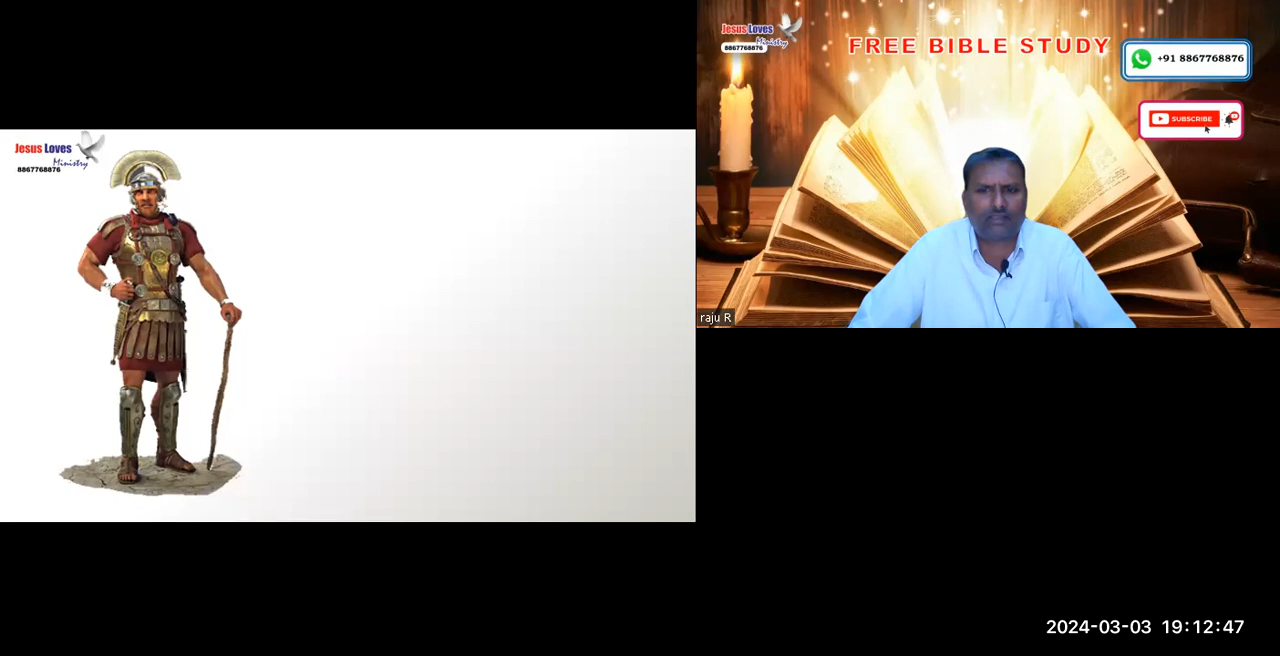 Jesus Loves
Ministry
8867768876
Jesus Loves
Ministry
8867768876
FREE BIBLE STUDY
+91 8867768876
SUBSCRIBE
raju R
2024-03-03 19:12:47